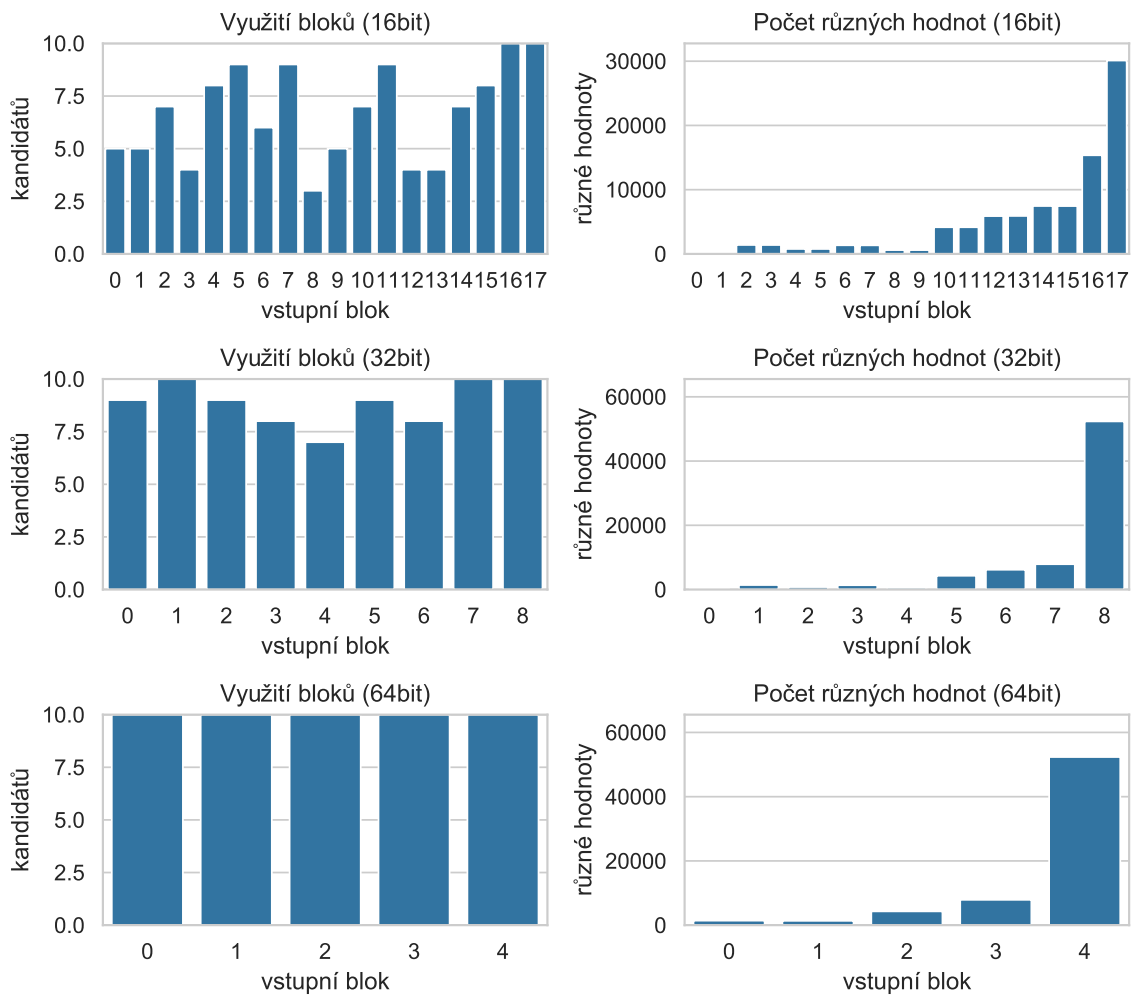 Využití bloků (16bit)
10.0
7.5
5.0
2.5
0.0
kandidátů
0 1 2 3 4 5 6 7 8 9 10 11 12 13 14 15 16 17
vstupní blok
Počet různých hodnot (16bit)
30000
20000
10000
0
různé hodnoty
0 1 2 3 4 5 6 7 8 9 10 11 12 13 14 15 16 17
vstupní blok
Využití bloků (32bit)
10.0
7.5
5.0
2.5
0.0
kandidátů
0 1 2 3 4 5 6 7 8
vstupní blok
Počet různých hodnot (32bit)
60000
40000
20000
0
různé hodnoty
0 1 2 3 4 5 6 7 8
vstupní blok
Využití bloků (64bit)
10.0
7.5
5.0
2.5
0.0
kandidátů
0 1 2 3 4
vstupní blok
Počet různých hodnot (64bit)
60000
40000
20000
0
různé hodnoty
0 1 2 3 4
vstupní blok